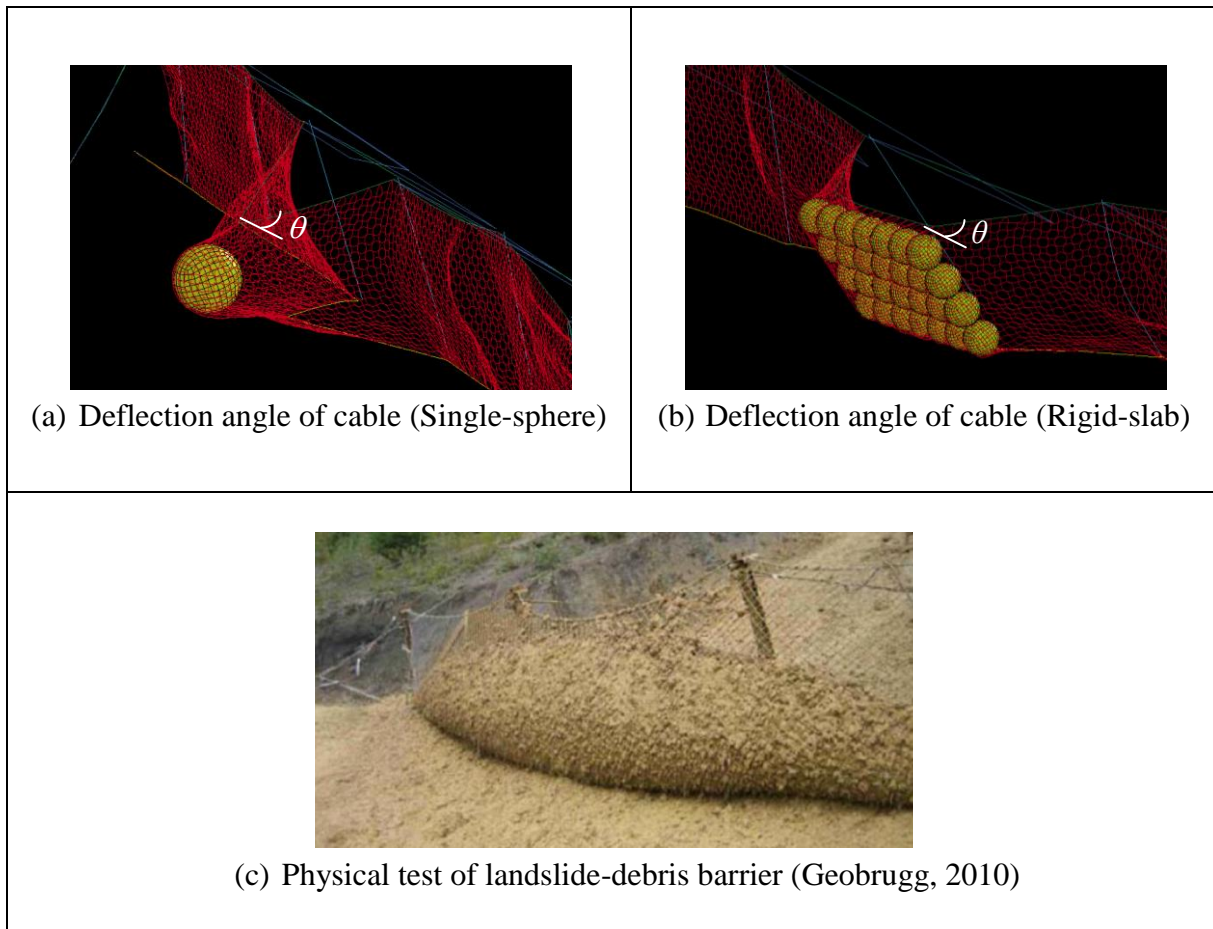 θ
θ
(a) Deflection angle of cable (Single-sphere)
(b) Deflection angle of cable (Rigid-slab)
(c) Physical test of landslide-debris barrier (Geobrugg, 2010)